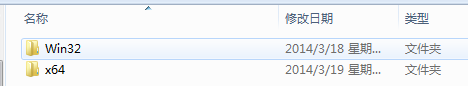 名称 修改日期 类型
Win32 2014/3/18 星期... 文件夹
x64 2014/3/19 星期... 文件夹